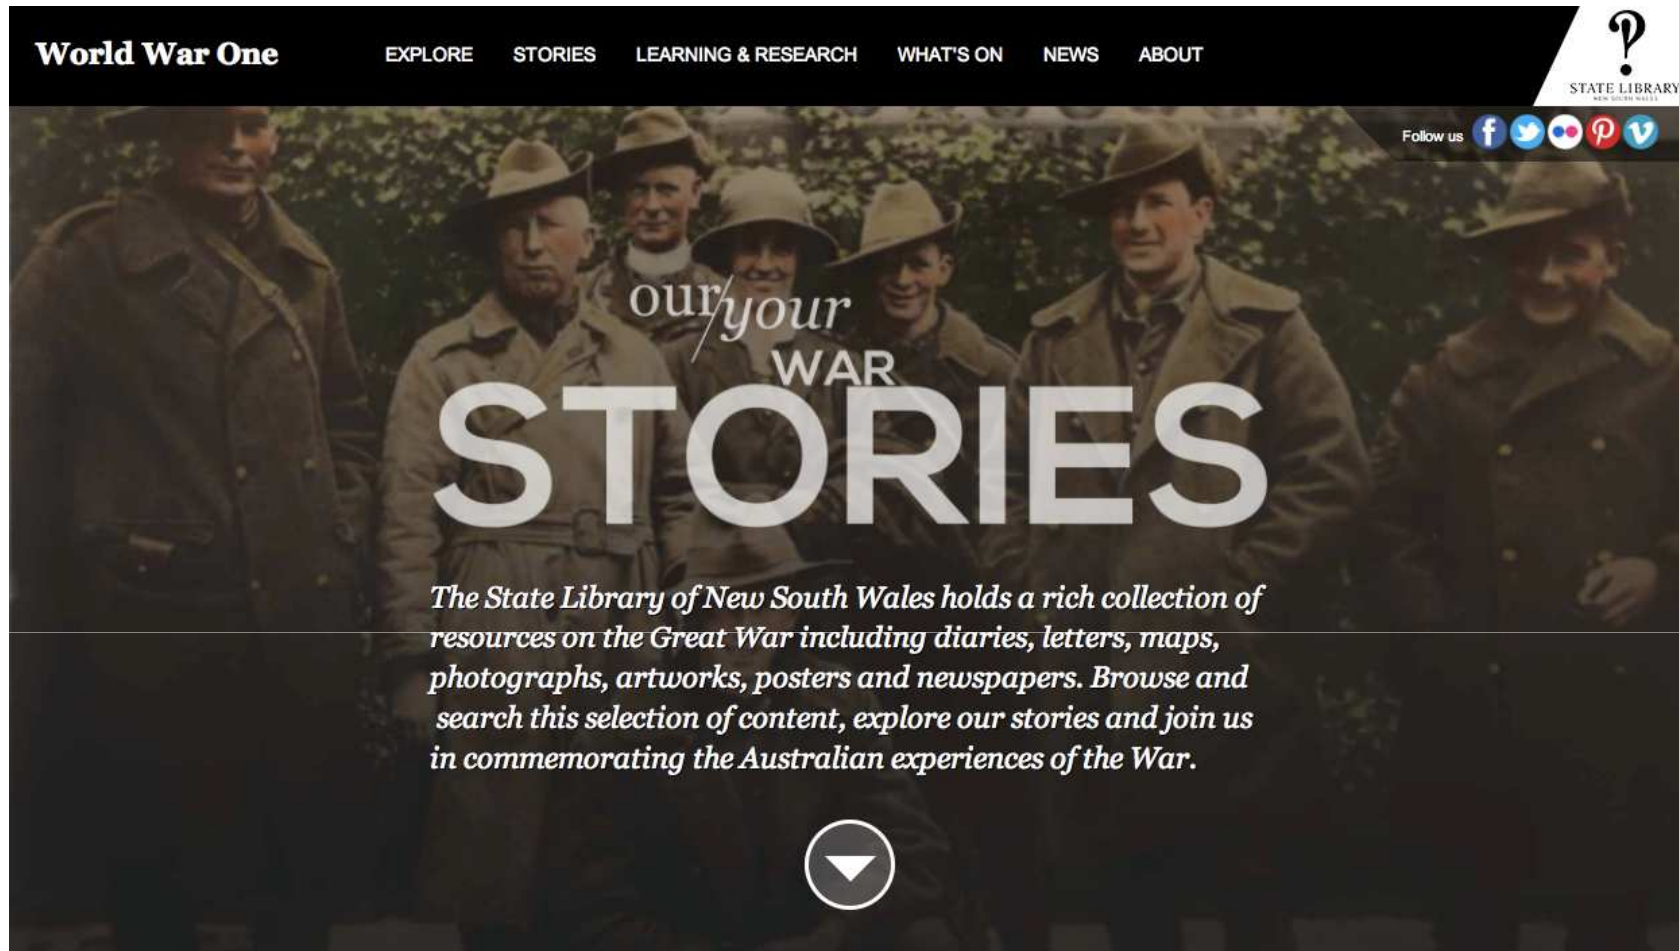 World War One
EXPLORE STORIES LEARNING & RESEARCH WHAT'S ON NEWS ABOUT
STATE LIBRARY
NEW SOUTH WALES
Follow us
our/your
WAR
STORIES
The State Library of New South Wales holds a rich collection of
resources on the Great War including diaries, letters, maps,
photographs, artworks, posters and newspapers. Browse and
search this selection of content, explore our stories and join us
in commemorating the Australian experiences of the War.